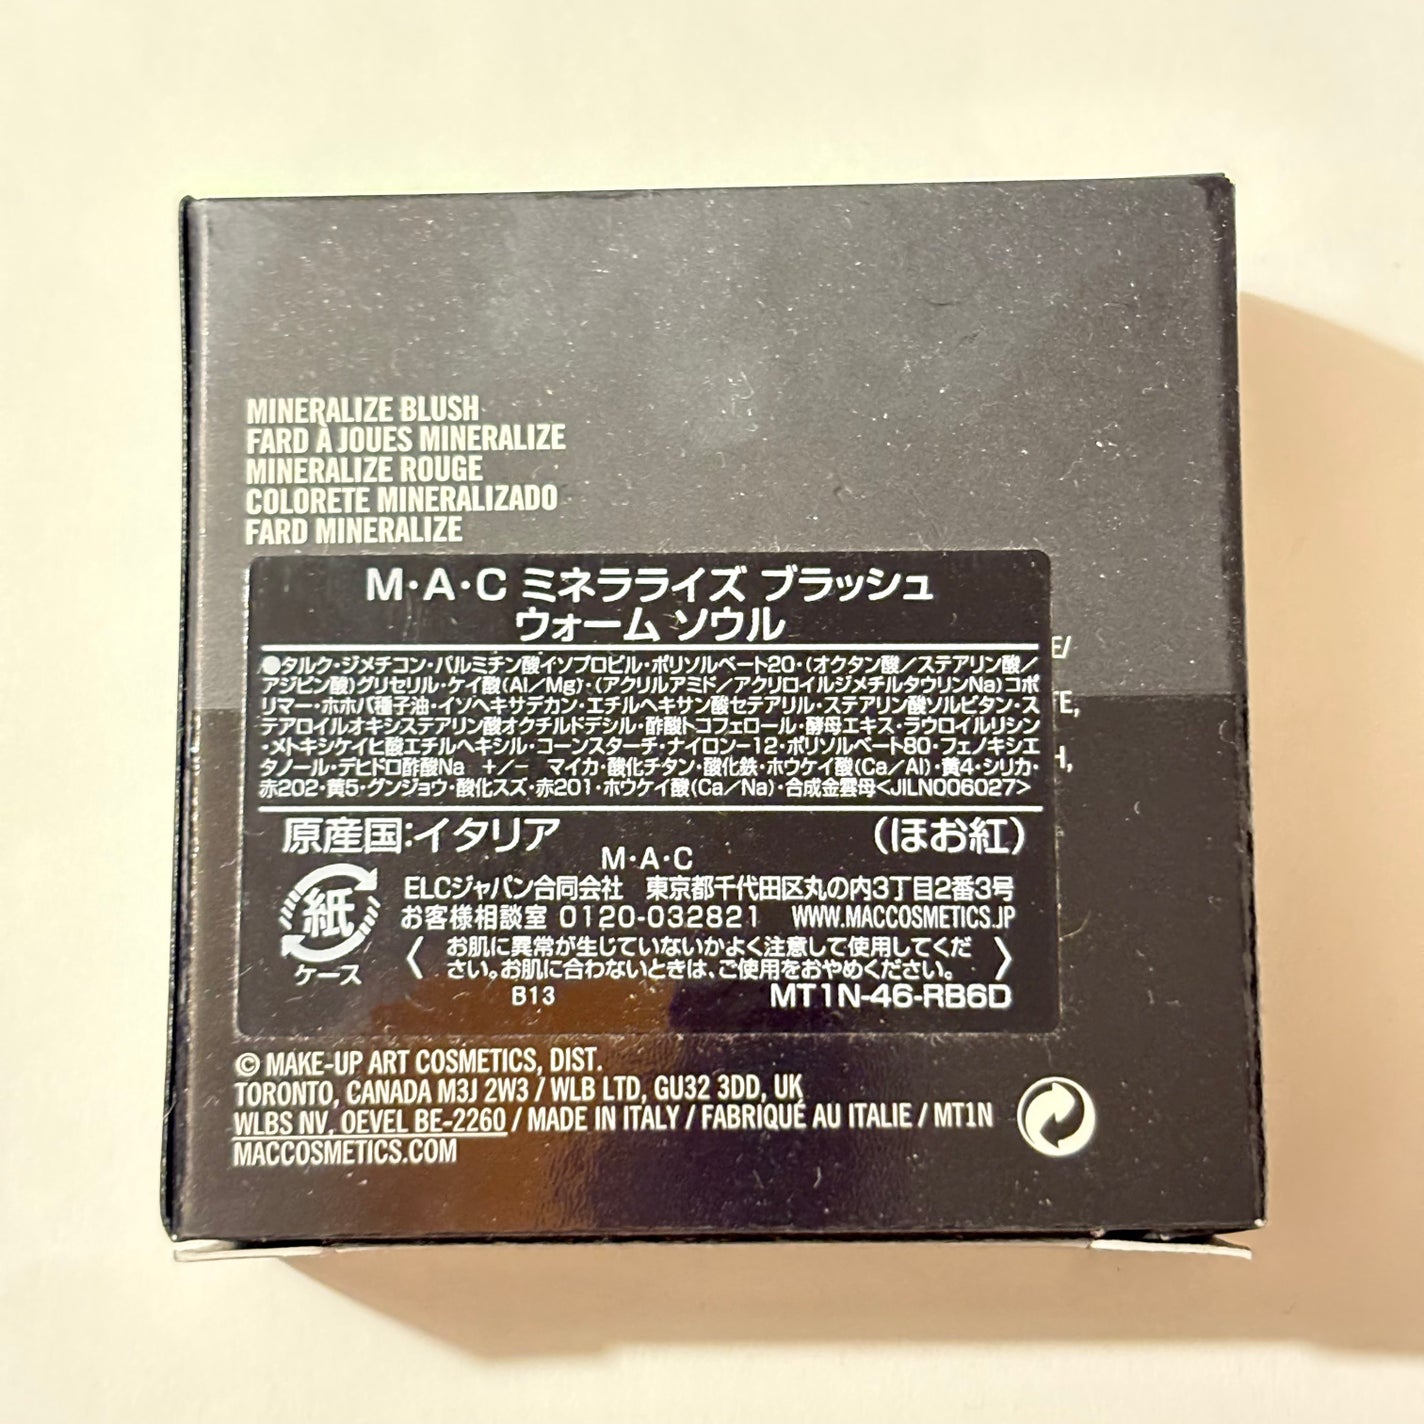 MINERALIZE BLUSH
FARD À JOUES MINERALIZE
MINERALIZE ROUGE
COLORETE MINERALIZADO
FARD MINERALIZE
M・A・C ミネラライズ ブラッシュ
ウォーム ソウル
●タルク・ジメチコン・パルミチン酸イソプロピル・ポリソルベート20・(オクタン酸/ステアリン酸/
アジピン酸)グリセリル・ケイ酸(Al/Mg)・(アクリルアミド/アクリロイルジメチルタウリンNa)コポ
リマー・ホホバ種子油・イソヘキサデカン・エチルヘキサン酸セテアリル・ステアリン酸ソルビタン・ス
テアロイルオキシステアリン酸オクチルドデシル・酢酸トコフェロール・酵母エキス・ラウロイルリシン
・メトキシケイヒ酸エチルヘキシル・コーンスターチ・ナイロン-12・ポリソルベート80・フェノキシエ
タノール・デヒドロ酢酸Na +/- マイカ・酸化チタン・酸化鉄・ホウケイ酸(Ca/Al)・黄4・シリカ・
赤202・黄5・グンジョウ・酸化スズ・赤201・ホウケイ酸(Ca/Na)・合成金雲母<JILN006027>
原産国:イタリア (ほお紅)
M・A・C
紙
ケース
ELCジャパン合同会社 東京都千代田区丸の内3丁目2番3号
お客様相談室 0120-032821 WWW.MACCOSMETICS.JP
〈お肌に異常が生じていないかよく注意して使用してくだ
さい。お肌に合わないときは、ご使用をおやめください。〉
B13 MT1N-46-RB6D
E/
TE,
H,
© MAKE-UP ART COSMETICS, DIST.
TORONTO, CANADA M3J 2W3 / WLB LTD, GU32 3DD, UK
WLBS NV, OEVEL BE-2260 / MADE IN ITALY / FABRIQUÉ AU ITALIE / MT1N
MACCOSMETICS.COM